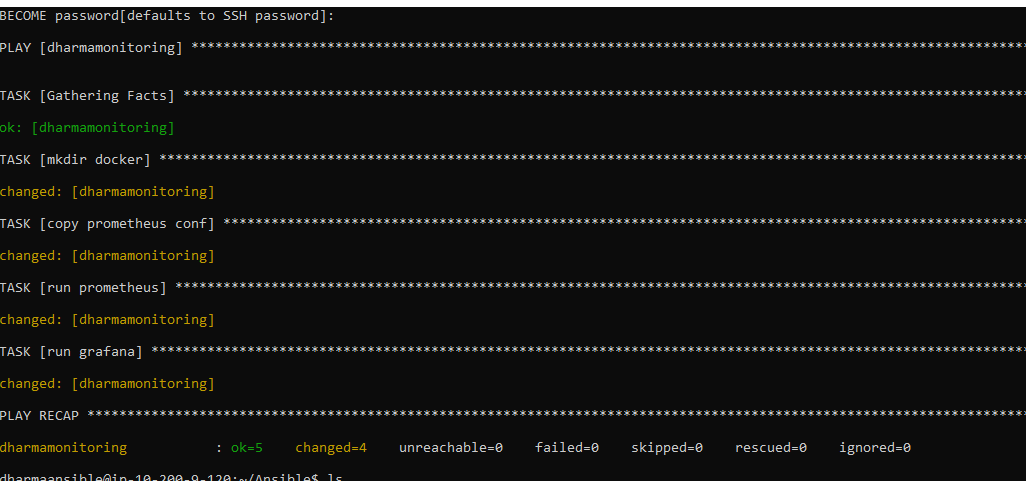 BECOME password[defaults to SSH password]:
PLAY [dharmamonitoring] ********************************************************************************************************
TASK [Gathering Facts] *********************************************************************************************************
ok: [dharmamonitoring]
TASK [mkdir docker] ************************************************************************************************************
changed: [dharmamonitoring]
TASK [copy prometheus conf] ****************************************************************************************************
changed: [dharmamonitoring]
TASK [run prometheus] **********************************************************************************************************
changed: [dharmamonitoring]
TASK [run grafana] *************************************************************************************************************
changed: [dharmamonitoring]
PLAY RECAP *********************************************************************************************************************
dharmamonitoring : ok=5 changed=4 unreachable=0 failed=0 skipped=0 rescued=0 ignored=0
dharmaansible@ip-10-200-9-120:~/Ansible$ ls